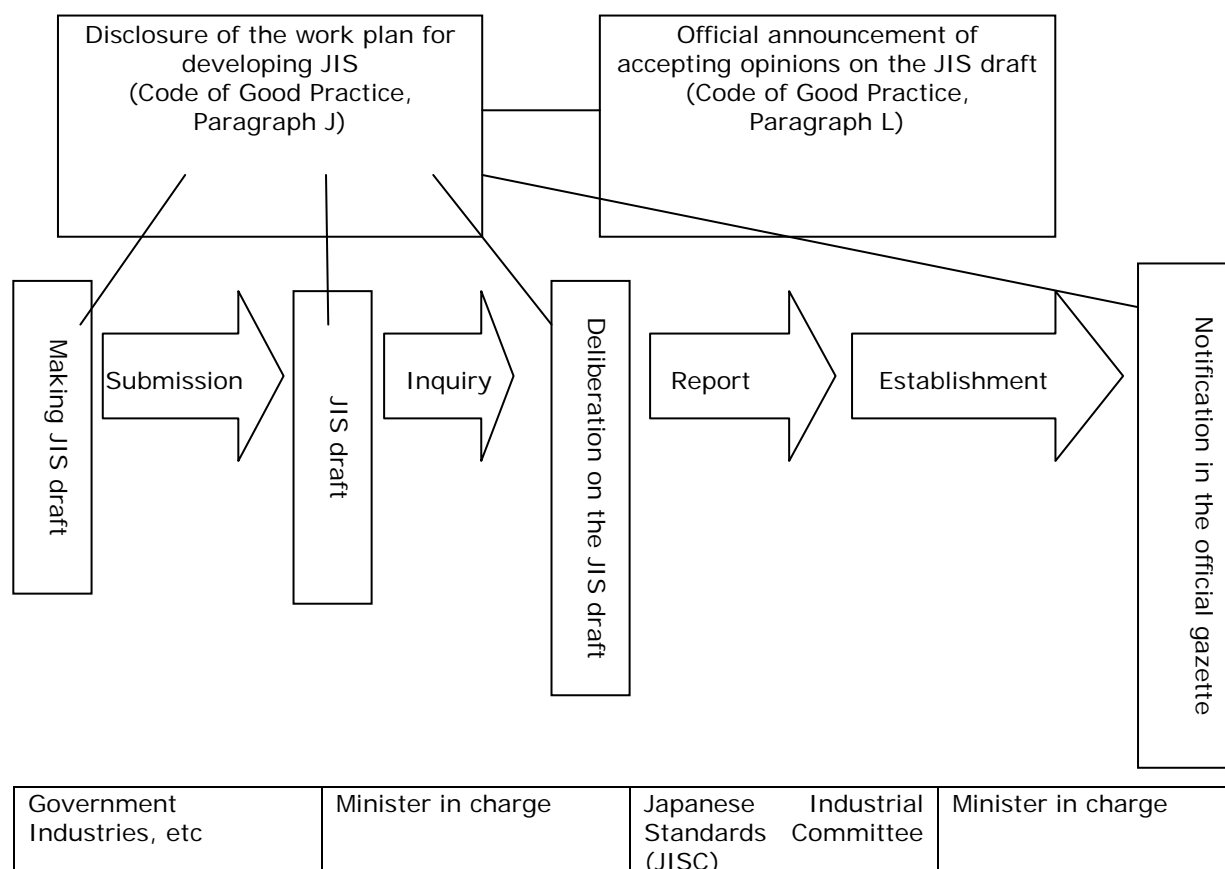 Disclosure of the work plan for
developing JIS
(Code of Good Practice,
Paragraph J)
Official announcement of
accepting opinions on the JIS draft
(Code of Good Practice,
Paragraph L)
Making JIS draft
Submission
JIS draft
Inquiry
Deliberation on the JIS draft
Report
Establishment
Notification in the official gazette
Government
Industries, etc
Minister in charge
Japanese Industrial
Standards Committee
(JISC)
Minister in charge